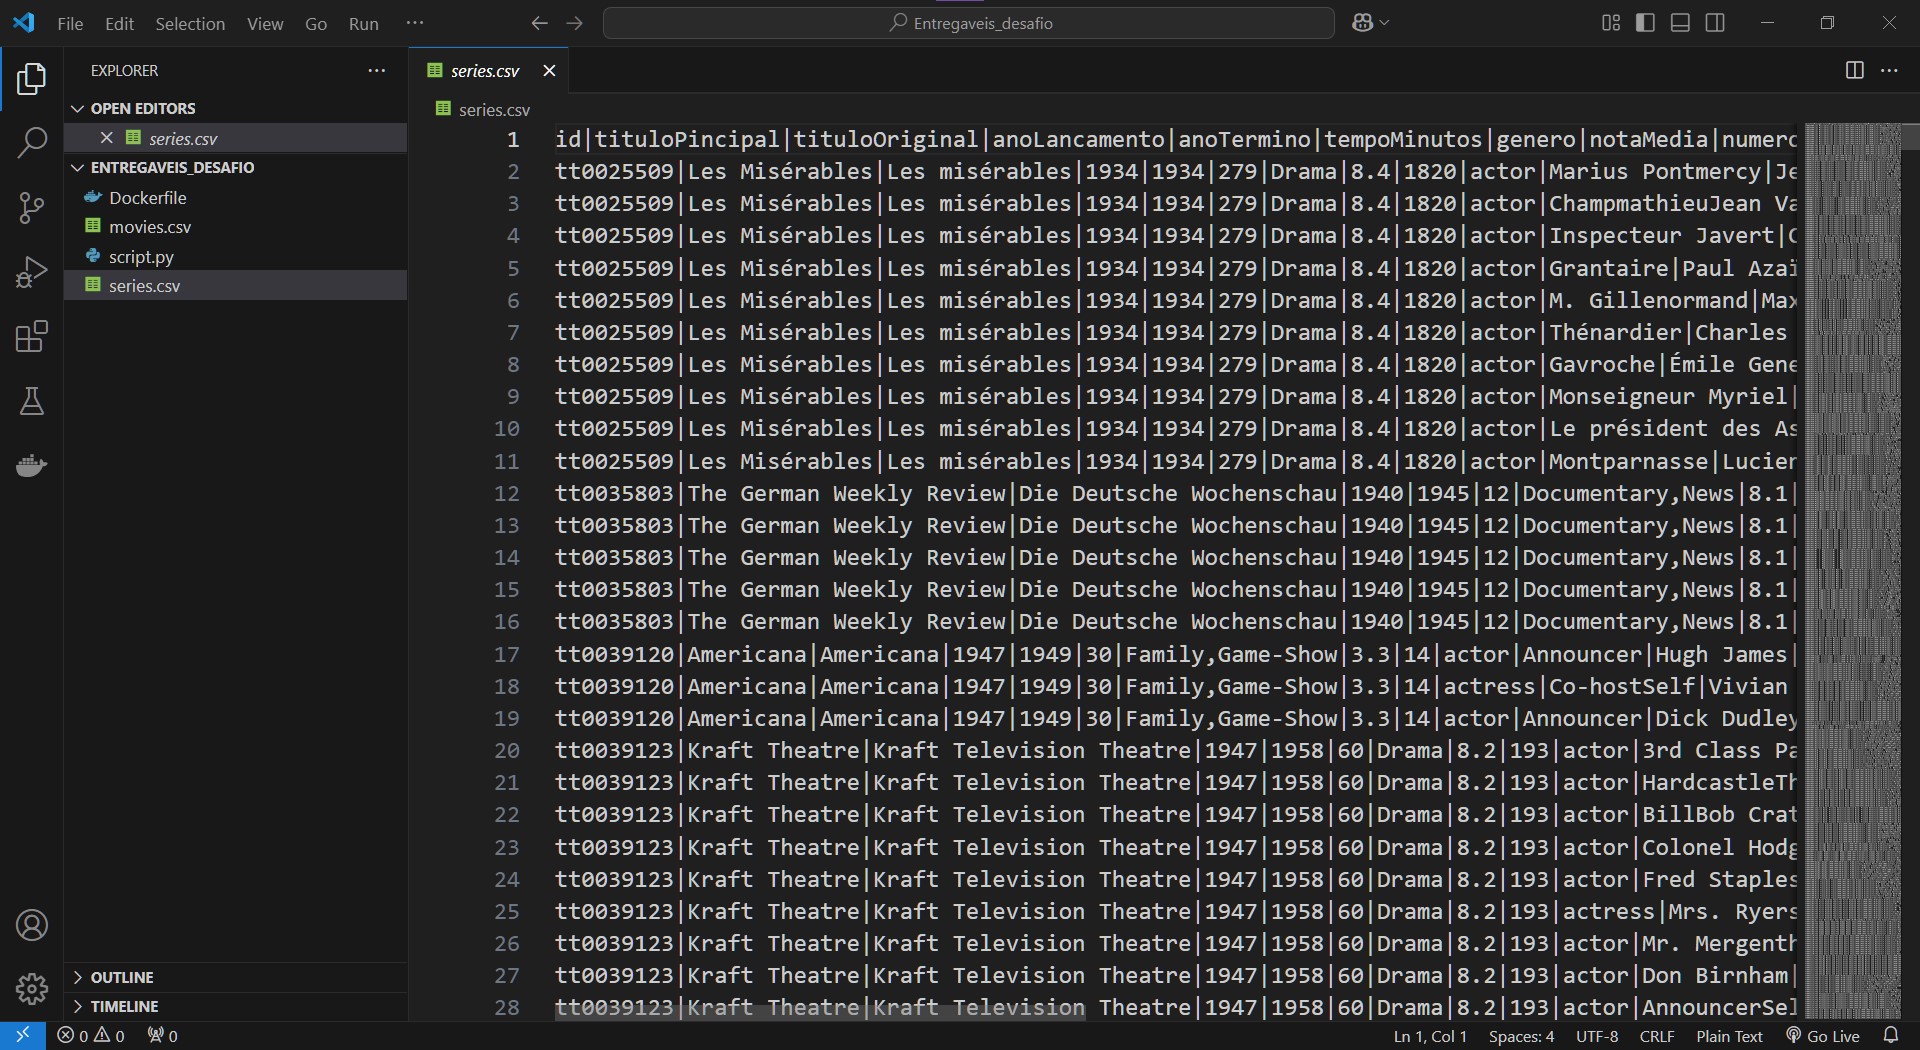 File Edit Selection View Go Run ···
Entregaveis_desafio
EXPLORER
OPEN EDITORS
series.csv
ENTREGAVEIS_DESAFIO
Dockerfile
movies.csv
script.py
series.csv
OUTLINE
TIMELINE
series.csv
series.csv
1 id|tituloPincipal|tituloOriginal|anoLancamento|anoTermino|tempoMinutos|genero|notaMedia|numero
2 tt0025509|Les Misérables|Les misérables|1934|1934|279|Drama|8.4|1820|actor|Marius Pontmercy|Je
3 tt0025509|Les Misérables|Les misérables|1934|1934|279|Drama|8.4|1820|actor|ChampmathieuJean Va
4 tt0025509|Les Misérables|Les misérables|1934|1934|279|Drama|8.4|1820|actor|Inspecteur Javert|
5 tt0025509|Les Misérables|Les misérables|1934|1934|279|Drama|8.4|1820|actor|Grantaire|Paul Azaï
6 tt0025509|Les Misérables|Les misérables|1934|1934|279|Drama|8.4|1820|actor|M. Gillenormand|Max
7 tt0025509|Les Misérables|Les misérables|1934|1934|279|Drama|8.4|1820|actor|Thénardier|Charles
8 tt0025509|Les Misérables|Les misérables|1934|1934|279|Drama|8.4|1820|actor|Gavroche|Émile Gene
9 tt0025509|Les Misérables|Les misérables|1934|1934|279|Drama|8.4|1820|actor|Monseigneur Myriel|
10 tt0025509|Les Misérables|Les misérables|1934|1934|279|Drama|8.4|1820|actor|Le président des As
11 tt0025509|Les Misérables|Les misérables|1934|1934|279|Drama|8.4|1820|actor|Montparnasse|Lucien
12 tt0035803|The German Weekly Review|Die Deutsche Wochenschau|1940|1945|12|Documentary,News|8.1|
13 tt0035803|The German Weekly Review|Die Deutsche Wochenschau|1940|1945|12|Documentary,News|8.1|
14 tt0035803|The German Weekly Review|Die Deutsche Wochenschau|1940|1945|12|Documentary,News|8.1|
15 tt0035803|The German Weekly Review|Die Deutsche Wochenschau|1940|1945|12|Documentary,News|8.1|
16 tt0035803|The German Weekly Review|Die Deutsche Wochenschau|1940|1945|12|Documentary,News|8.1|
17 tt0039120|Americana|Americana|1947|1949|30|Family,Game-Show|3.3|14|actor|Announcer|Hugh James|
18 tt0039120|Americana|Americana|1947|1949|30|Family,Game-Show|3.3|14|actress|Co-hostSelf|Vivian
19 tt0039120|Americana|Americana|1947|1949|30|Family,Game-Show|3.3|14|actor|Announcer|Dick Dudley
20 tt0039123|Kraft Theatre|Kraft Television Theatre|1947|1958|60|Drama|8.2|193|actor|3rd Class Pa
21 tt0039123|Kraft Theatre|Kraft Television Theatre|1947|1958|60|Drama|8.2|193|actor|HardcastleTh
22 tt0039123|Kraft Theatre|Kraft Television Theatre|1947|1958|60|Drama|8.2|193|actor|BillBob Crat
23 tt0039123|Kraft Theatre|Kraft Television Theatre|1947|1958|60|Drama|8.2|193|actor|Colonel Hodg
24 tt0039123|Kraft Theatre|Kraft Television Theatre|1947|1958|60|Drama|8.2|193|actor|Fred Staples
25 tt0039123|Kraft Theatre|Kraft Television Theatre|1947|1958|60|Drama|8.2|193|actress|Mrs. Ryers
26 tt0039123|Kraft Theatre|Kraft Television Theatre|1947|1958|60|Drama|8.2|193|actor|Mr. Mergenth
27 tt0039123|Kraft Theatre|Kraft Television Theatre|1947|1958|60|Drama|8.2|193|actor|Don Birnham|
28 tt0039123|Kraft Theatre|Kraft Television Theatre|1947|1958|60|Drama|8.2|193|actor|AnnouncerSel
0 0 0
Ln 1, Col 1 Spaces: 4 UTF-8 CRLF Plain Text Go Live